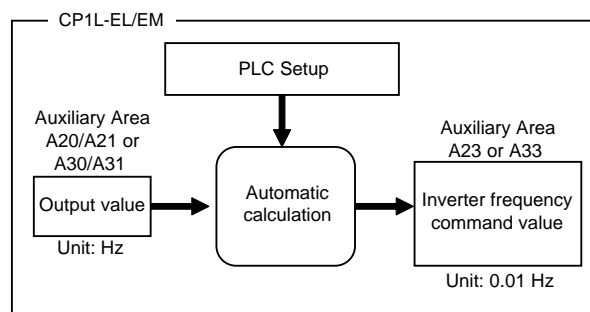 CP1L-EL/EM
PLC Setup
Auxiliary Area
A20/A21 or
A30/A31
Output value
Unit: Hz
Automatic
calculation
Auxiliary Area
A23 or A33
Inverter frequency
command value
Unit: 0.01 Hz